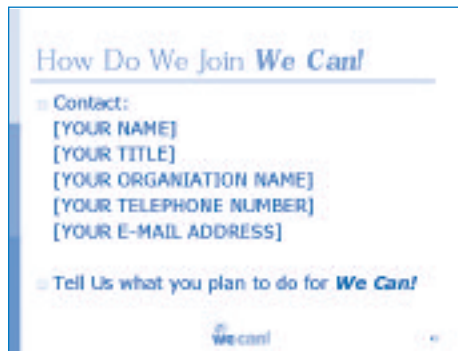 How Do We Join We Can!
Contact:
[YOUR NAME]
[YOUR TITLE]
[YOUR ORGANIATION NAME]
[YOUR TELEPHONE NUMBER]
[YOUR E-MAIL ADDRESS]
Tell Us what you plan to do for We Can!
we can!